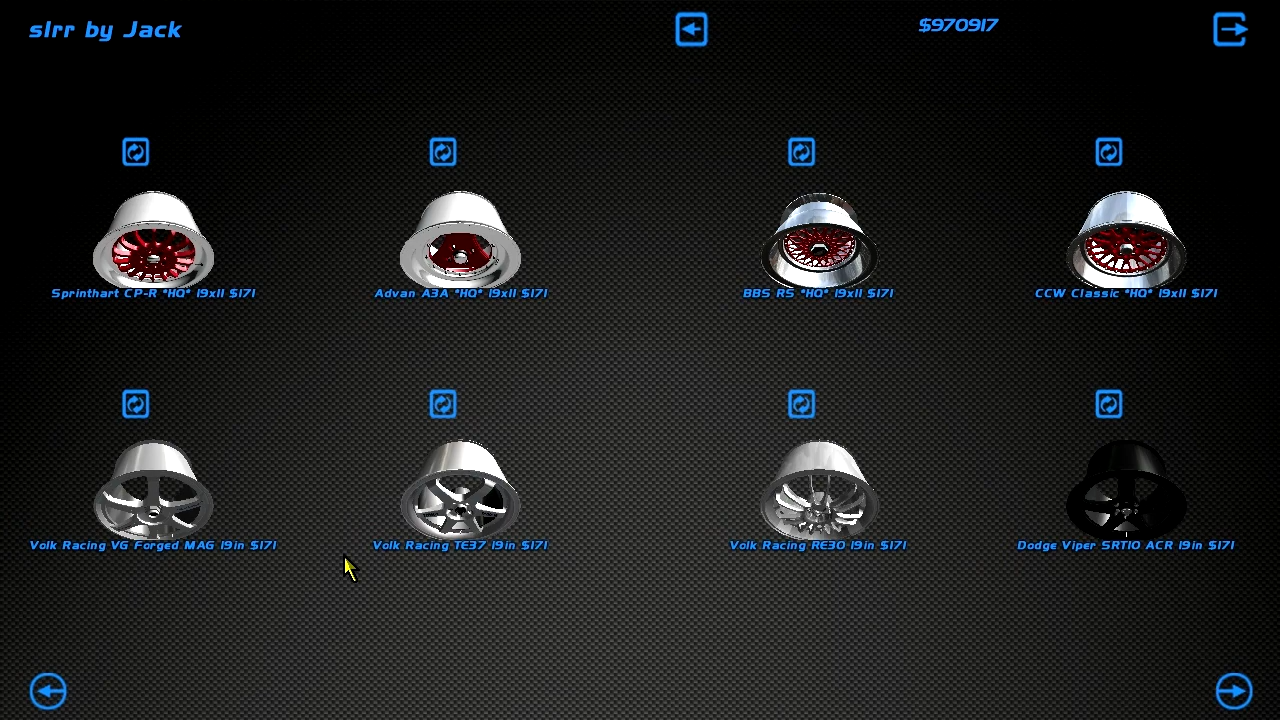 slrr by Jack
$970917
Sprinthart CP-R *HQ* 19x11 $171
Advan A3A *HQ* 19x11 $171
BBS RS *HQ* 19x11 $171
CCW Classic *HQ* 19x11 $171
Volk Racing VG Forged MAG 19in $171
Volk Racing TE37 19in $171
Volk Racing RE30 19in $171
Dodge Viper SRT10 ACR 19in $171